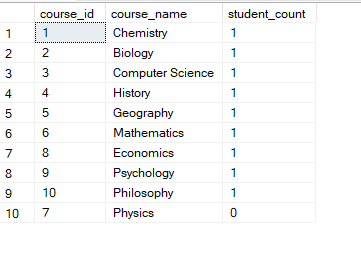 course_id course_name student_count
1 1 Chemistry 1
2 2 Biology 1
3 3 Computer Science 1
4 4 History 1
5 5 Geography 1
6 6 Mathematics 1
7 8 Economics 1
8 9 Psychology 1
9 10 Philosophy 1
10 7 Physics 0